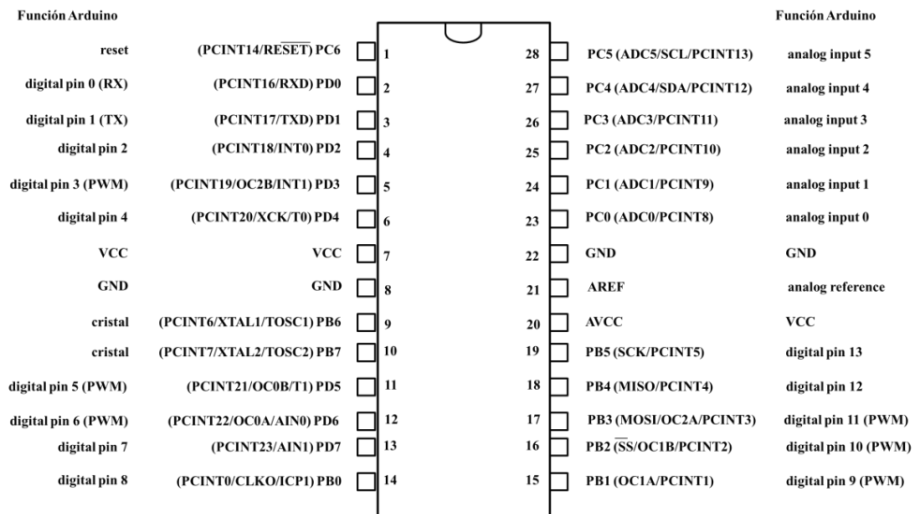 Función Arduino Función Arduino
reset (PCINT14/RESET) PC6 1 28 PC5 (ADC5/SCL/PCINT13) analog input 5
digital pin 0 (RX) (PCINT16/RXD) PD0 2 27 PC4 (ADC4/SDA/PCINT12) analog input 4
digital pin 1 (TX) (PCINT17/TXD) PD1 3 26 PC3 (ADC3/PCINT11) analog input 3
digital pin 2 (PCINT18/INT0) PD2 4 25 PC2 (ADC2/PCINT10) analog input 2
digital pin 3 (PWM) (PCINT19/OC2B/INT1) PD3 5 24 PC1 (ADC1/PCINT9) analog input 1
digital pin 4 (PCINT20/XCK/T0) PD4 6 23 PC0 (ADC0/PCINT8) analog input 0
VCC VCC 7 22 GND GND
GND GND 8 21 AREF analog reference
cristal (PCINT6/XTAL1/TOSC1) PB6 9 20 AVCC VCC
cristal (PCINT7/XTAL2/TOSC2) PB7 10 19 PB5 (SCK/PCINT5) digital pin 13
digital pin 5 (PWM) (PCINT21/OC0B/T1) PD5 11 18 PB4 (MISO/PCINT4) digital pin 12
digital pin 6 (PWM) (PCINT22/OC0A/AIN0) PD6 12 17 PB3 (MOSI/OC2A/PCINT3) digital pin 11 (PWM)
digital pin 7 (PCINT23/AIN1) PD7 13 16 PB2 (SS/OC1B/PCINT2) digital pin 10 (PWM)
digital pin 8 (PCINT0/CLKO/ICP1) PB0 14 15 PB1 (OC1A/PCINT1) digital pin 9 (PWM)